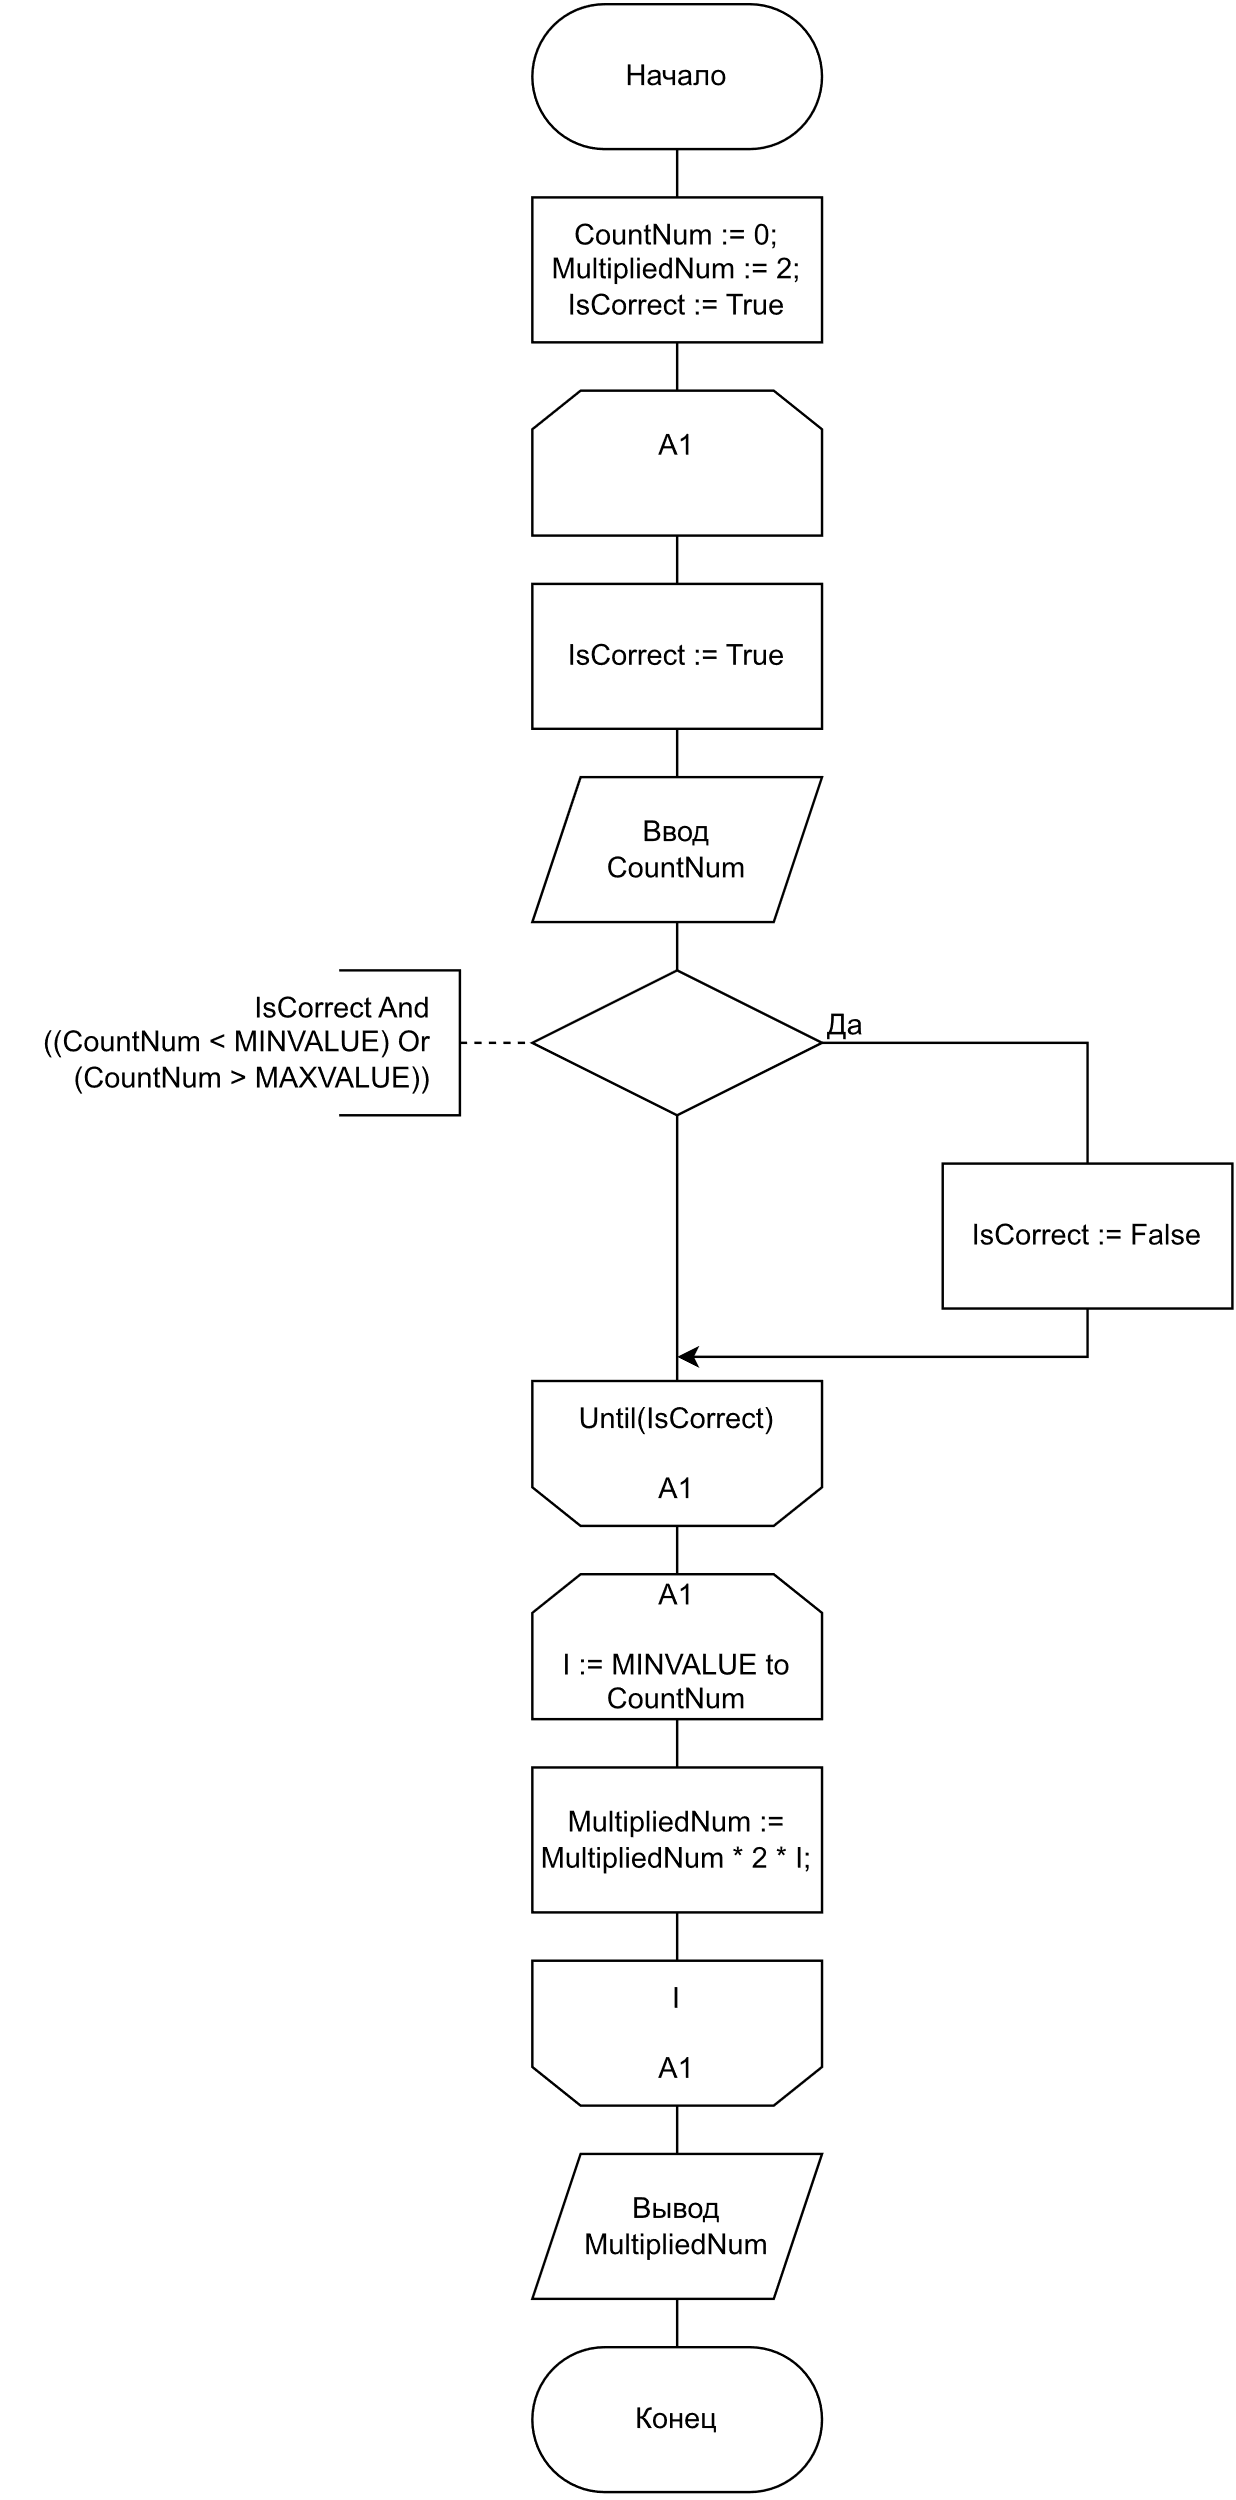 Начало
CountNum := 0;
MultipliedNum := 2;
IsCorrect := True
A1
IsCorrect := True
Ввод
CountNum
IsCorrect And
((CountNum < MINVALUE) Or
(CountNum > MAXVALUE))
Да
IsCorrect := False
Until(IsCorrect)
A1
A1
I := MINVALUE to
CountNum
MultipliedNum :=
MultipliedNum * 2 * I;
I
A1
Вывод
MultipliedNum
Конец